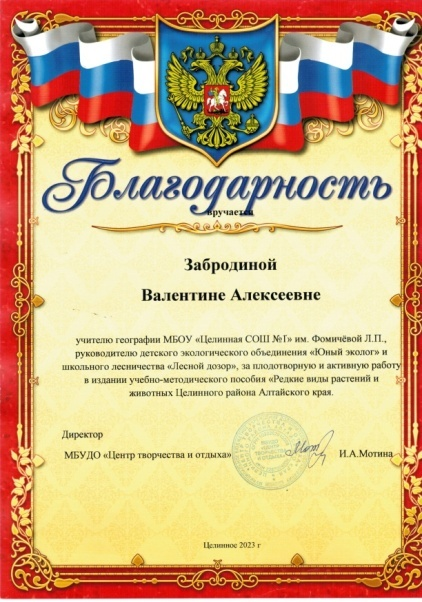 Благодарность
вручается
Забродиной
Валентине Алексеевне
учителю географии МБОУ «Целинная СОШ №1» им. Фомичёвой Л.П.,
руководителю детского экологического объединения «Юный эколог» и
школьного лесничества «Лесной дозор», за плодотворную и активную работу
в издании учебно-методического пособия «Редкие виды растений и
животных Целинного района Алтайского края.
Директор
МБУДО «Центр творчества и отдыха» И.А.Мотина
Целинное 2023 г